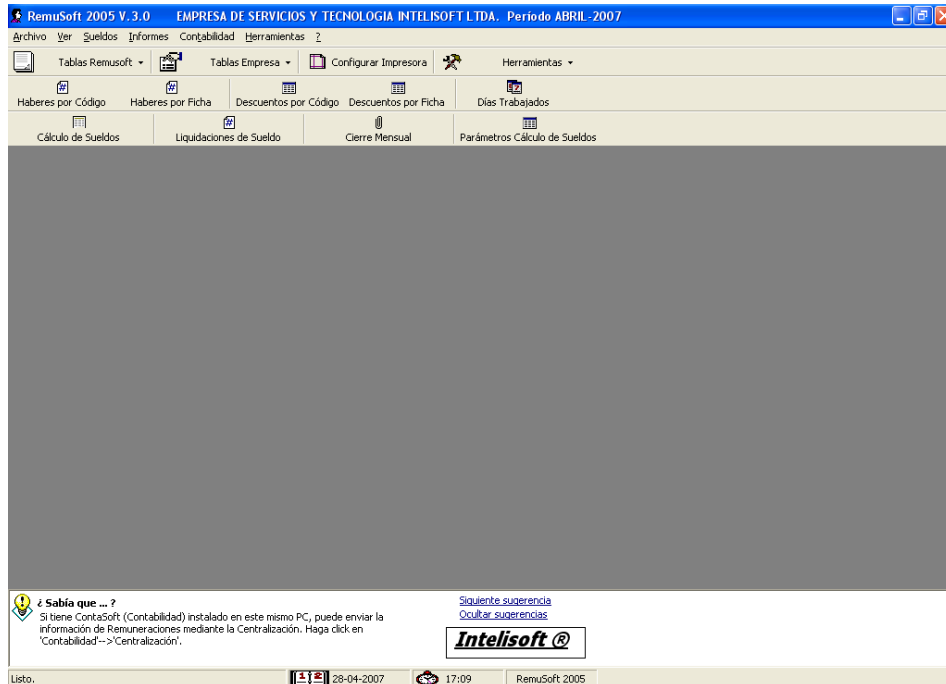 RemuSoft 2005 V.3.0 EMPRESA DE SERVICIOS Y TECNOLOGIA INTELISOFT LTDA. Período ABRIL-2007
Archivo Ver Sueldos Informes Contabilidad Herramientas ?
Tablas Remusoft Tablas Empresa Configurar Impresora Herramientas
Haberes por Código Haberes por Ficha Descuentos por Código Descuentos por Ficha Días Trabajados
Cálculo de Sueldos Liquidaciones de Sueldo Cierre Mensual Parámetros Cálculo de Sueldos
¿ Sabía que ... ?
Si tiene ContaSoft (Contabilidad) instalado en este mismo PC, puede enviar la
información de Remuneraciones mediante la Centralización. Haga click en
'Contabilidad'-->'Centralización'.
Siguiente sugerencia
Ocultar sugerencias
Intelisoft ®
Listo. 28-04-2007 17:09 RemuSoft 2005